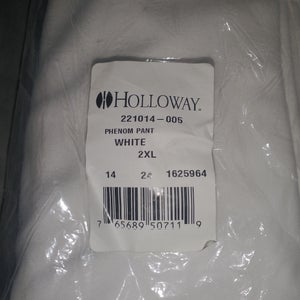 HOLLOWAY.
221014-005
PHENOM PANT
WHITE
2XL
14 24 1625964
7 65689 50711 9